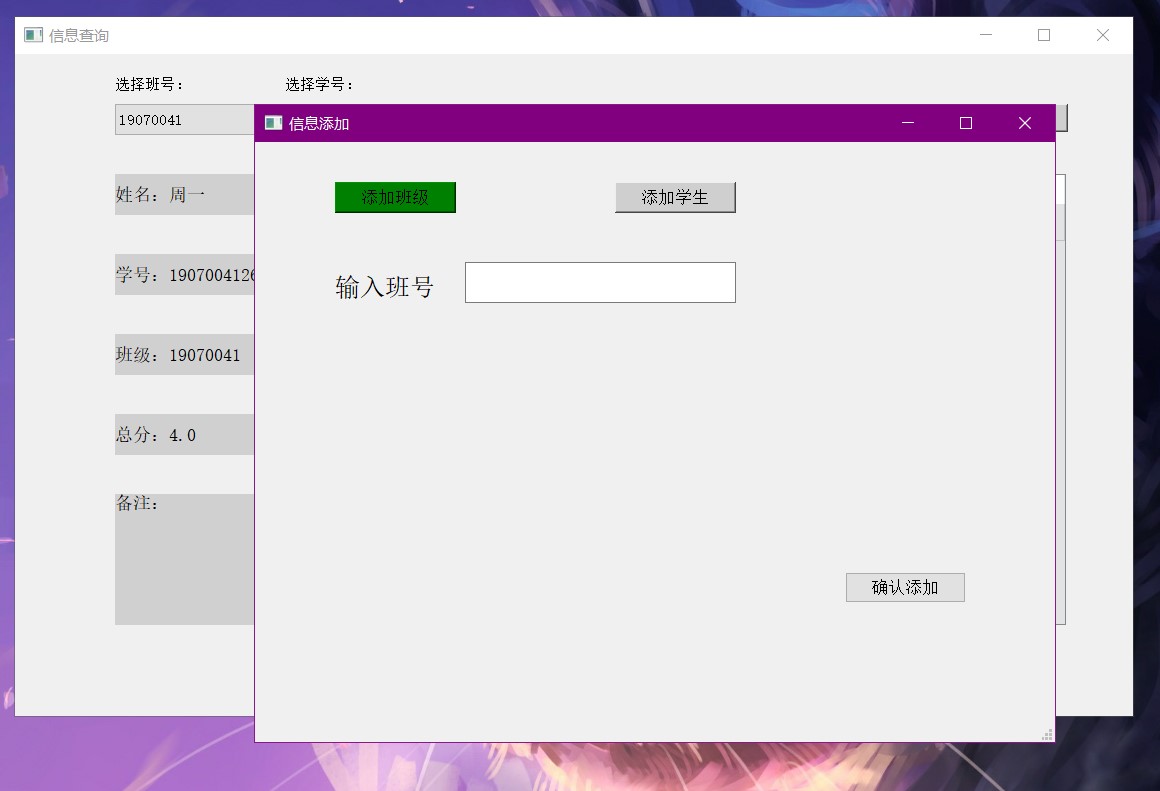 信息查询
选择班号：
选择学号：
19070041
信息添加
添加班级
添加学生
姓名：周一
学号：1907004126
输入班号
班级：19070041
总分：4.0
备注：
确认添加